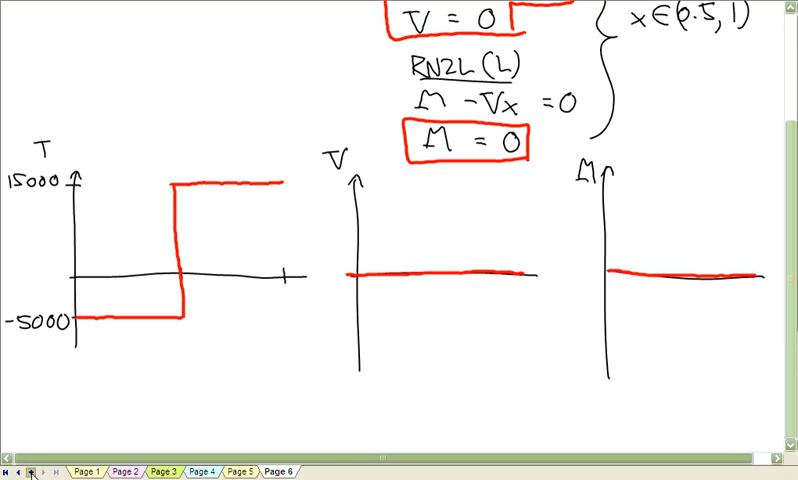 V = 0
x∈(0.5, 1)
RN2L (L)
M - Vx = 0
M = 0
T
V
M
15000
-5000
Page 1 Page 2 Page 3 Page 4 Page 5 Page 6